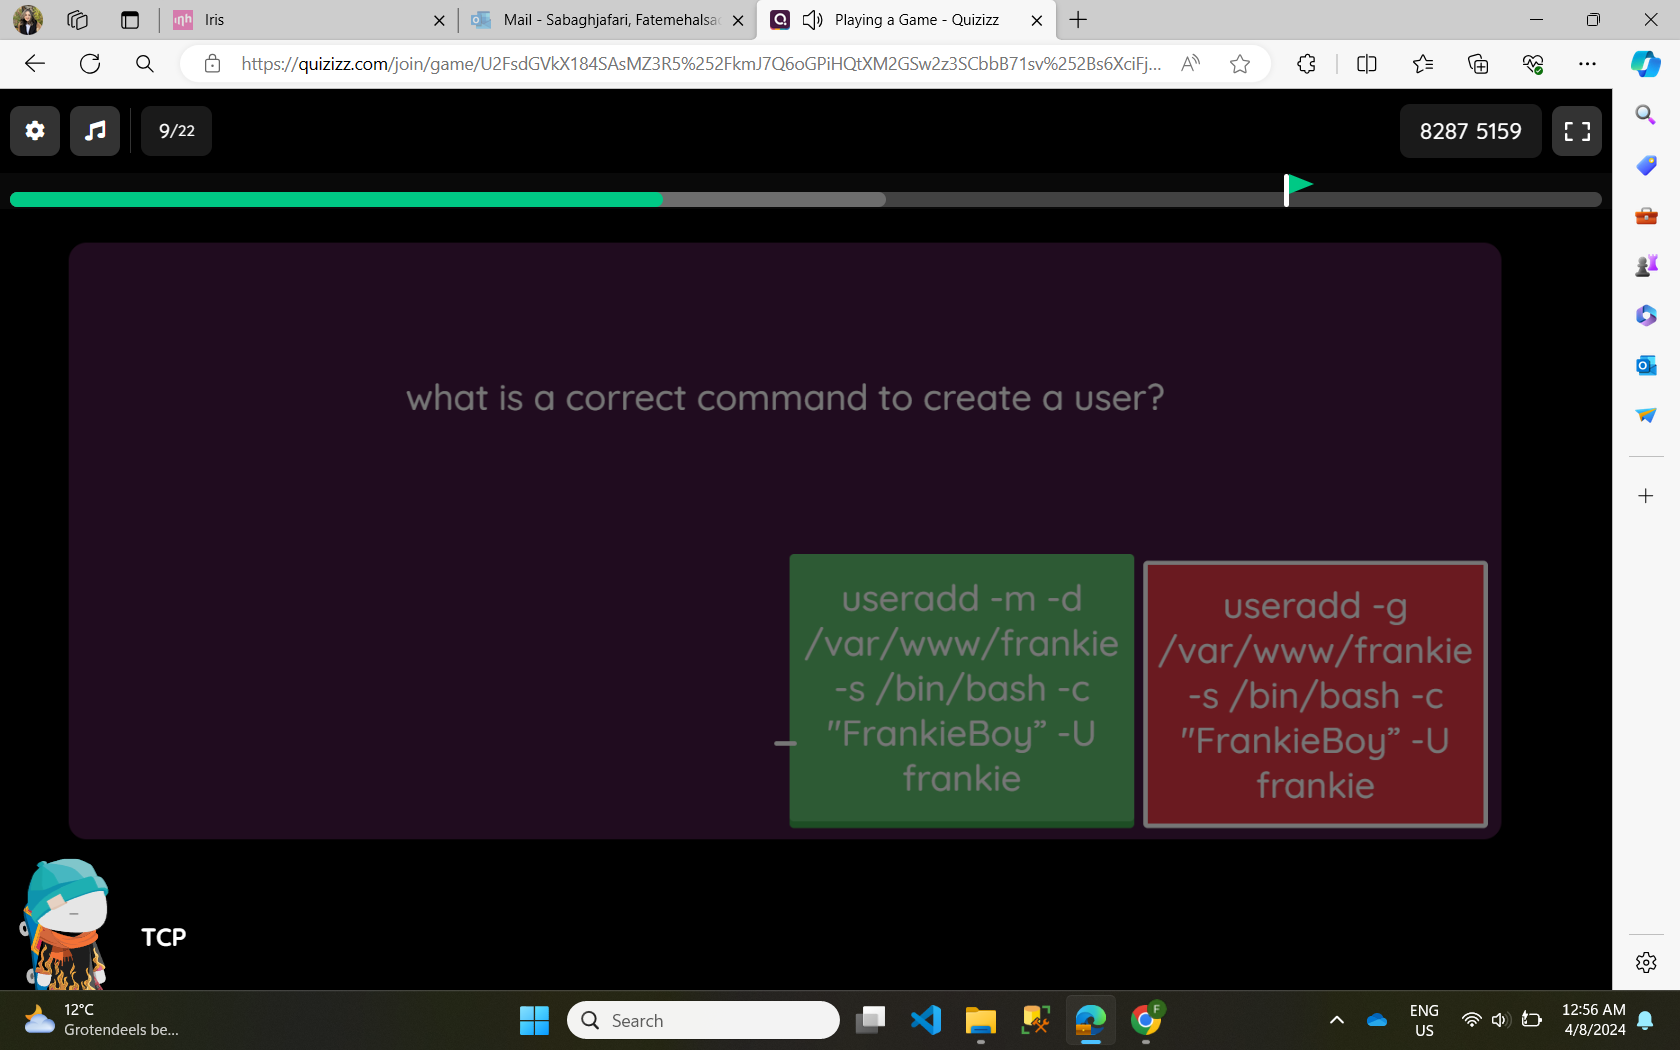 Iris
Mail - Sabaghjafari, Fatemehalsa
Playing a Game - Quizizz
https://quizizz.com/join/game/U2FsdGVkX184SAsMZ3R5%252FkmJ7Q6oGPiHQtXM2GSw2z3SCbbB71sv%252Bs6XciFj...
9/22
8287 5159
what is a correct command to create a user?
useradd -m -d
/var/www/frankie
-s /bin/bash -c
"FrankieBoy” -U
frankie
useradd -g
/var/www/frankie
-s /bin/bash -c
"FrankieBoy” -U
frankie
TCP
12°C
Grotendeels be...
Search
ENG
US
12:56 AM
4/8/2024